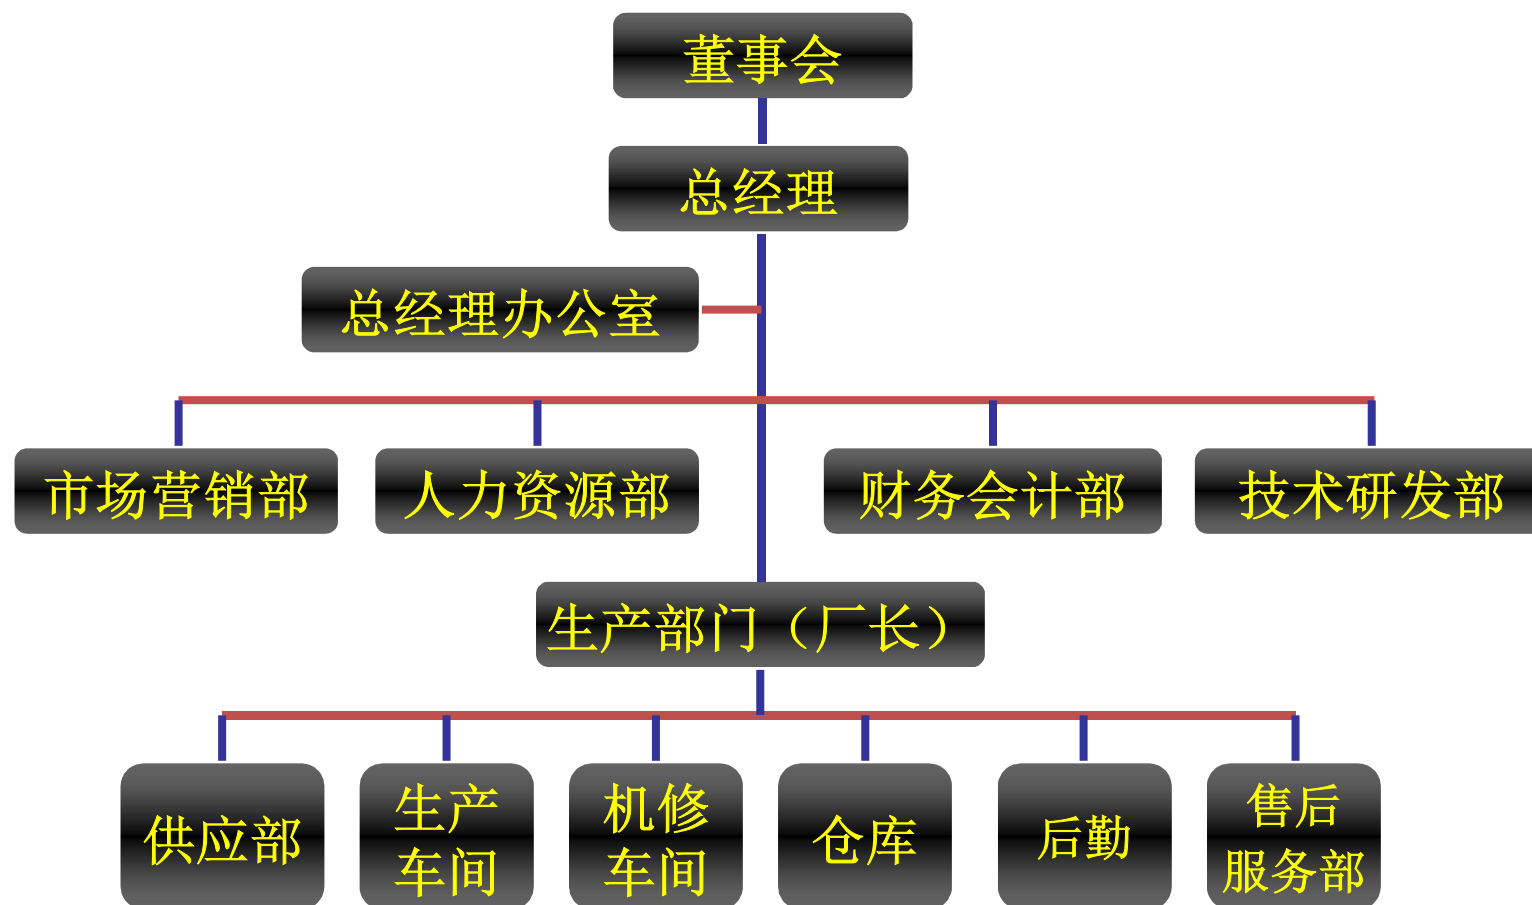 董事会
总经理
总经理办公室
市场营销部
人力资源部
财务会计部
技术研发部
生产部门（厂长）
供应部
生产
车间
机修
车间
仓库
后勤
售后
服务部